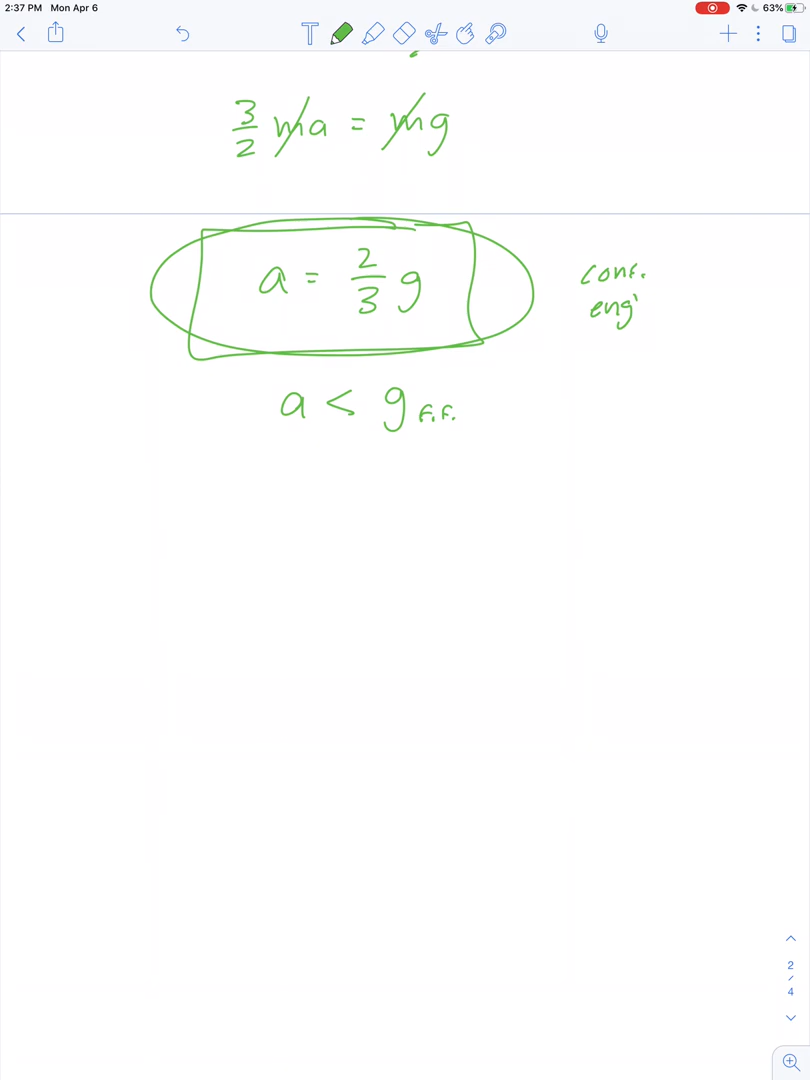 2:37 PM Mon Apr 6
63%
3/2 ma = mg
a = 2/3 g
conf.
eng'
a < g F.F.
2
/
4